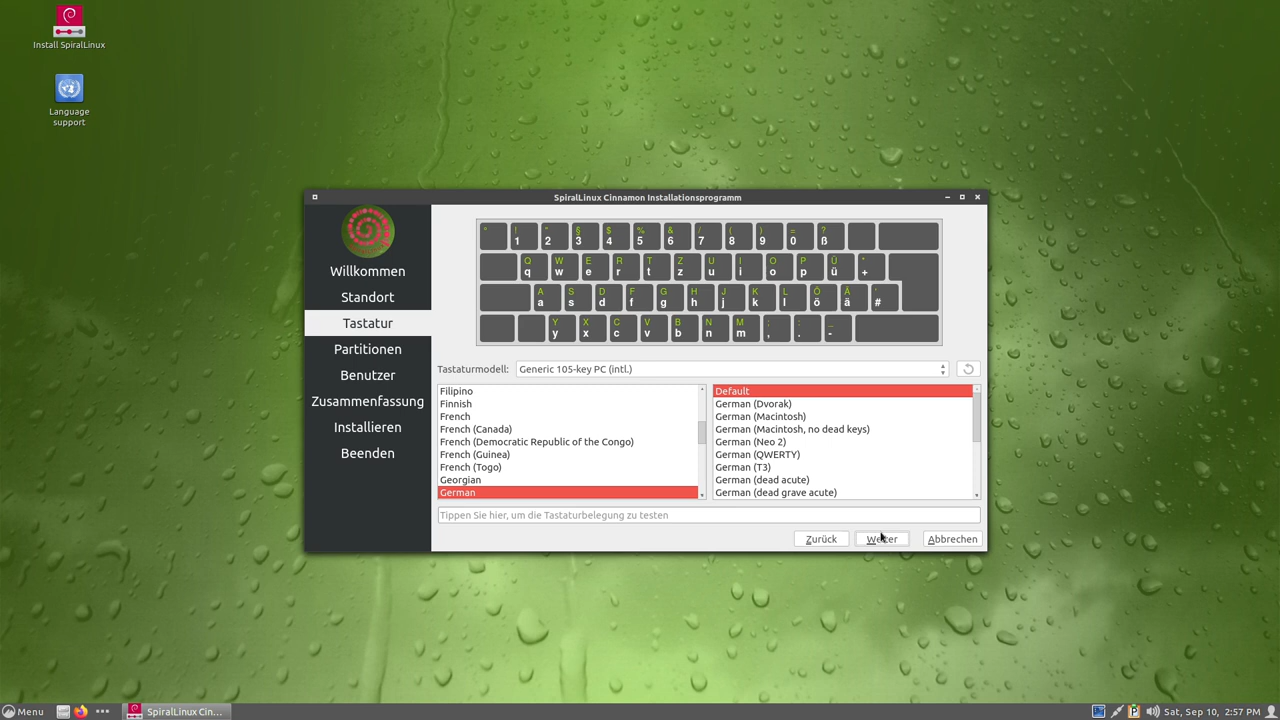 Install SpiralLinux
Language
support
SpiralLinux Cinnamon Installationsprogramm
Willkommen
Standort
Tastatur
Partitionen
Benutzer
Zusammenfassung
Installieren
Beenden
° ! " § $ % & / ( ) = ?
1 2 3 4 5 6 7 8 9 0 ß
Q W E R T Z U I O P Ü *
q w e r t z u i o p ü +
A S D F G H J K L Ö Ä '
a s d f g h j k l ö ä #
Y X C V B N M ; : _
y x c v b n m , . -
Tastaturmodell: Generic 105-key PC (intl.)
Filipino
Finnish
French
French (Canada)
French (Democratic Republic of the Congo)
French (Guinea)
French (Togo)
Georgian
German
Default
German (Dvorak)
German (Macintosh)
German (Macintosh, no dead keys)
German (Neo 2)
German (QWERTY)
German (T3)
German (dead acute)
German (dead grave acute)
Tippen Sie hier, um die Tastaturbelegung zu testen
Zurück Weiter Abbrechen
Menu SpiralLinux Cin... Sat, Sep 10, 2:57 PM